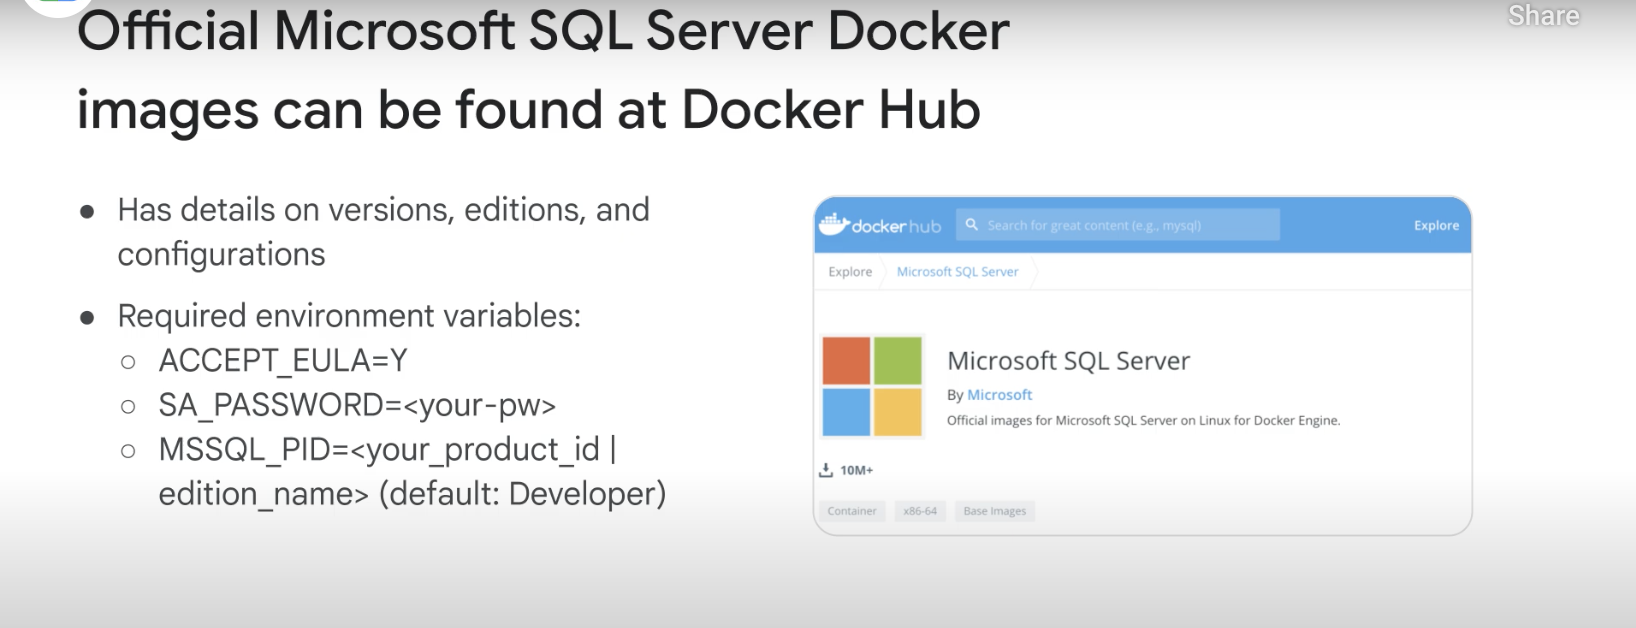 Share
Official Microsoft SQL Server Docker
images can be found at Docker Hub
● Has details on versions, editions, and
configurations
● Required environment variables:
○ ACCEPT_EULA=Y
○ SA_PASSWORD=<your-pw>
○ MSSQL_PID=<your_product_id |
edition_name> (default: Developer)
dockerhub
Search for great content (e.g., mysql)
Explore
Explore
Microsoft SQL Server
Microsoft SQL Server
By Microsoft
Official images for Microsoft SQL Server on Linux for Docker Engine.
10M+
Container
x86-64
Base Images